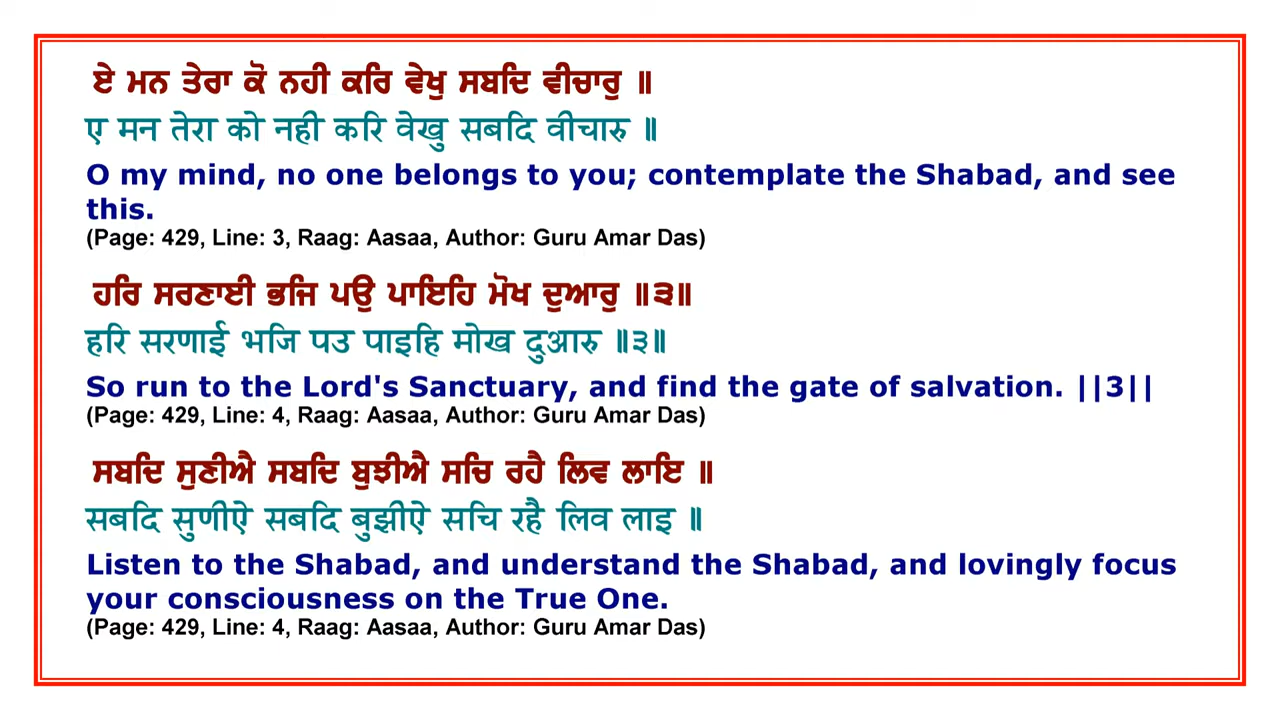 ਏ ਮਨ ਤੇਰਾ ਕੋ ਨਹੀ ਕਰਿ ਵੇਖੁ ਸਬਦਿ ਵੀਚਾਰੁ ॥
ए मन तेरा को नही करि वेखु सबदि वीचारु ॥
O my mind, no one belongs to you; contemplate the Shabad, and see
this.
(Page: 429, Line: 3, Raag: Aasaa, Author: Guru Amar Das)
ਹਰਿ ਸਰਣਾਈ ਭਜਿ ਪਉ ਪਾਇਹਿ ਮੋਖ ਦੁਆਰੁ ॥੩॥
हरि सरणाई भजि पउ पाइहि मोख दुआरु ॥३॥
So run to the Lord's Sanctuary, and find the gate of salvation. ||3||
(Page: 429, Line: 4, Raag: Aasaa, Author: Guru Amar Das)
ਸਬਦਿ ਸੁਣੀਐ ਸਬਦਿ ਬੁਝੀਐ ਸਚਿ ਰਹੈ ਲਿਵ ਲਾਇ ॥
सबदि सुणीऐ सबदि बुझीऐ सचि रहै लिव लाइ ॥
Listen to the Shabad, and understand the Shabad, and lovingly focus
your consciousness on the True One.
(Page: 429, Line: 4, Raag: Aasaa, Author: Guru Amar Das)